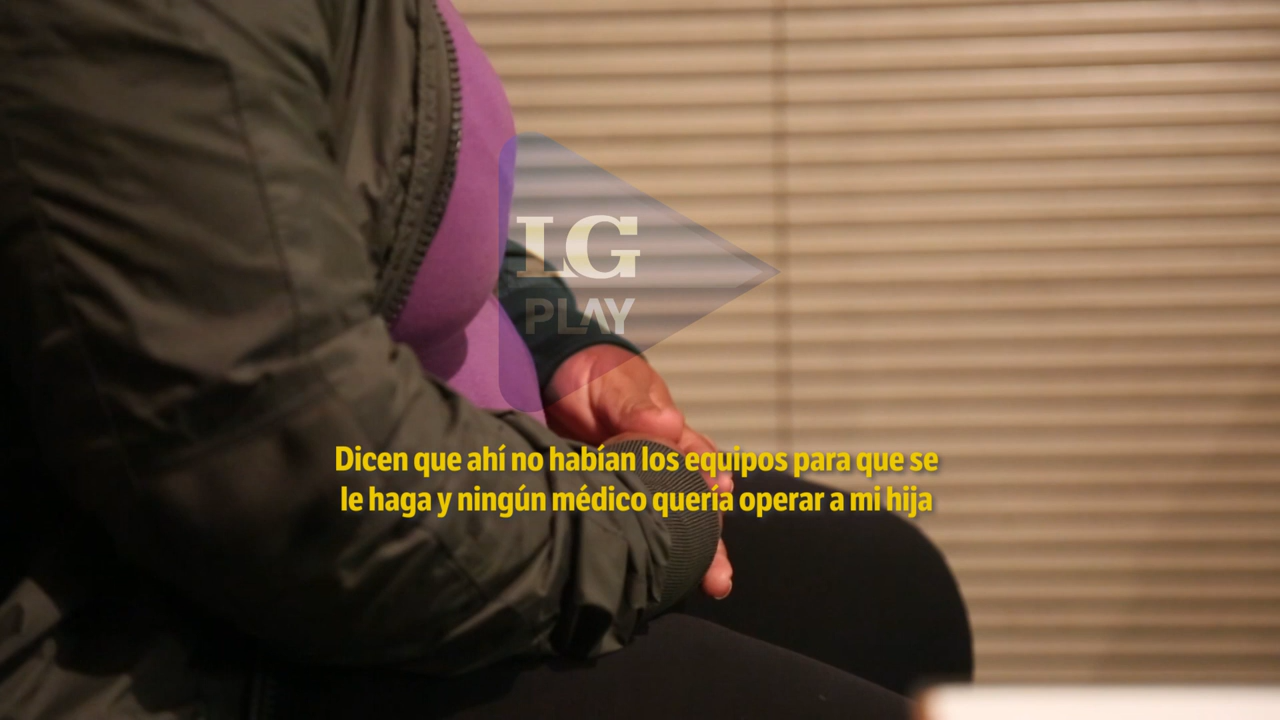 LG
PLAY
Dicen que ahí no habían los equipos para que se
le haga y ningún médico quería operar a mi hija